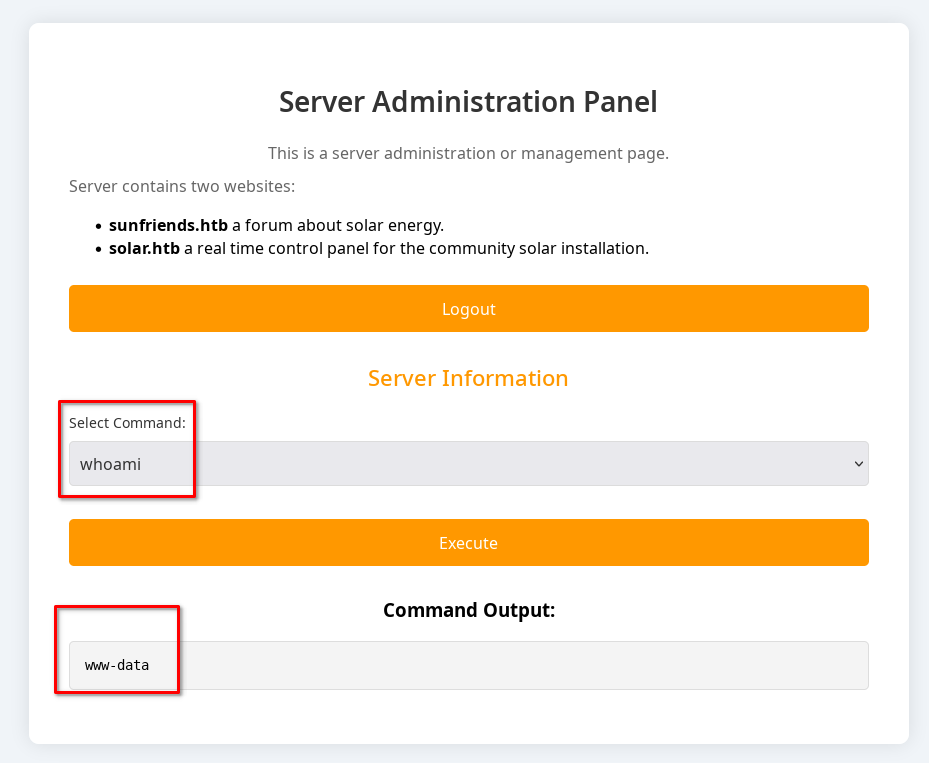 Server Administration Panel
This is a server administration or management page.
Server contains two websites:
• sunfriends.htb a forum about solar energy.
• solar.htb a real time control panel for the community solar installation.
Logout
Server Information
Select Command:
whoami
Execute
Command Output:
www-data